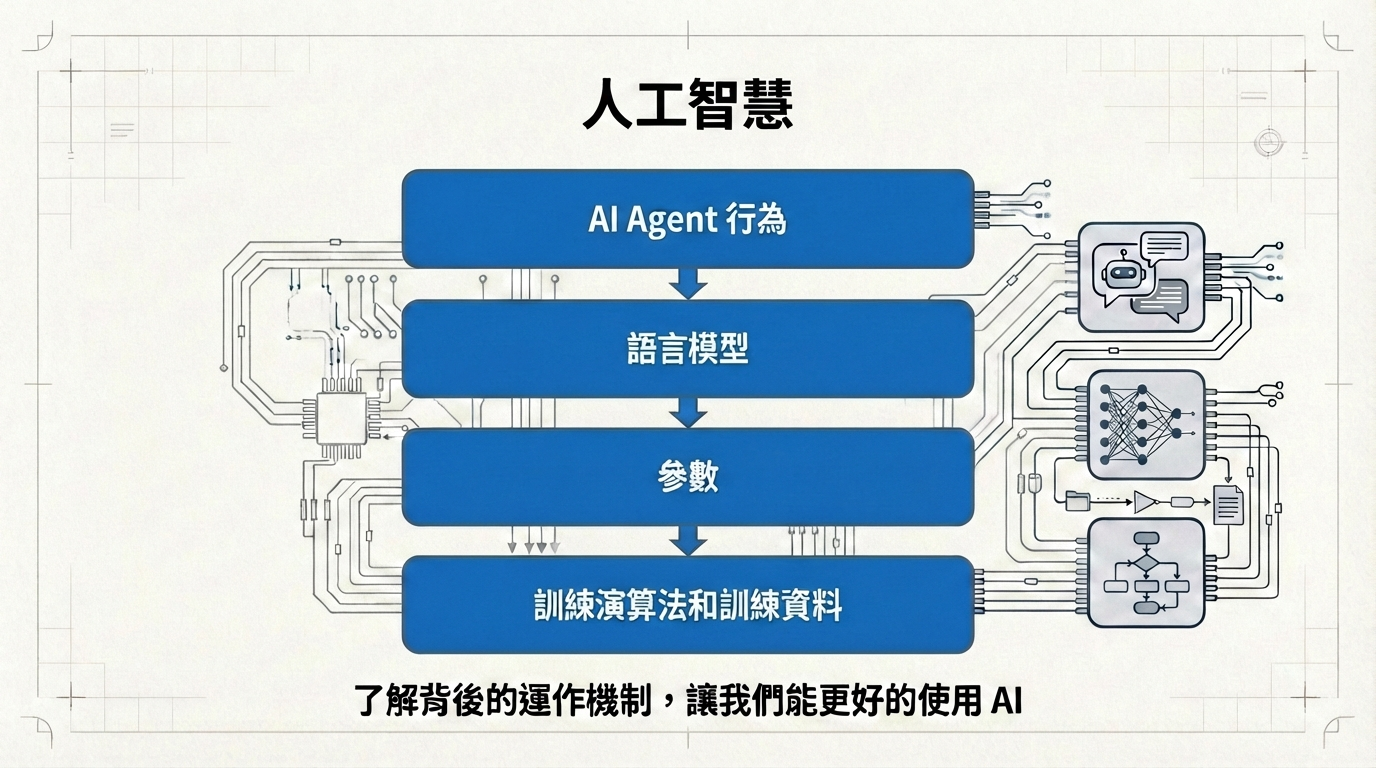 人工智慧
AI Agent 行為
語言模型
參數
訓練演算法和訓練資料
了解背後的運作機制，讓我們能更好的使用 AI